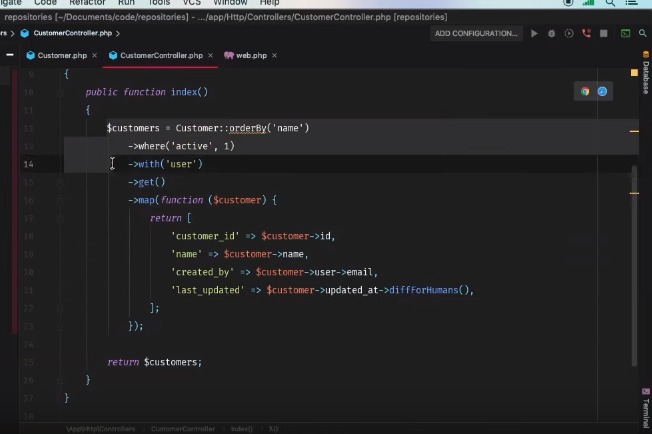 igate Code Refactor Run Tools VCS Window Help
repositories [~/Documents/code/repositories] - .../app/Http/Controllers/CustomerController.php [repositories]
rs CustomerController.php ADD CONFIGURATION...
Customer.php CustomerController.php web.php
9 {
10 public function index()
11 {
12 $customers = Customer::orderBy('name')
13 ->where('active', 1)
14 ->with('user')
15 ->get()
16 ->map(function ($customer) {
17 return [
18 'customer_id' => $customer->id,
19 'name' => $customer->name,
20 'created_by' => $customer->user->email,
21 'last_updated' => $customer->updated_at->diffForHumans(),
22 ];
23 });
24
25 return $customers;
26 }
27 }
28
\App\Http\Controllers CustomerController index()
Database
Terminal